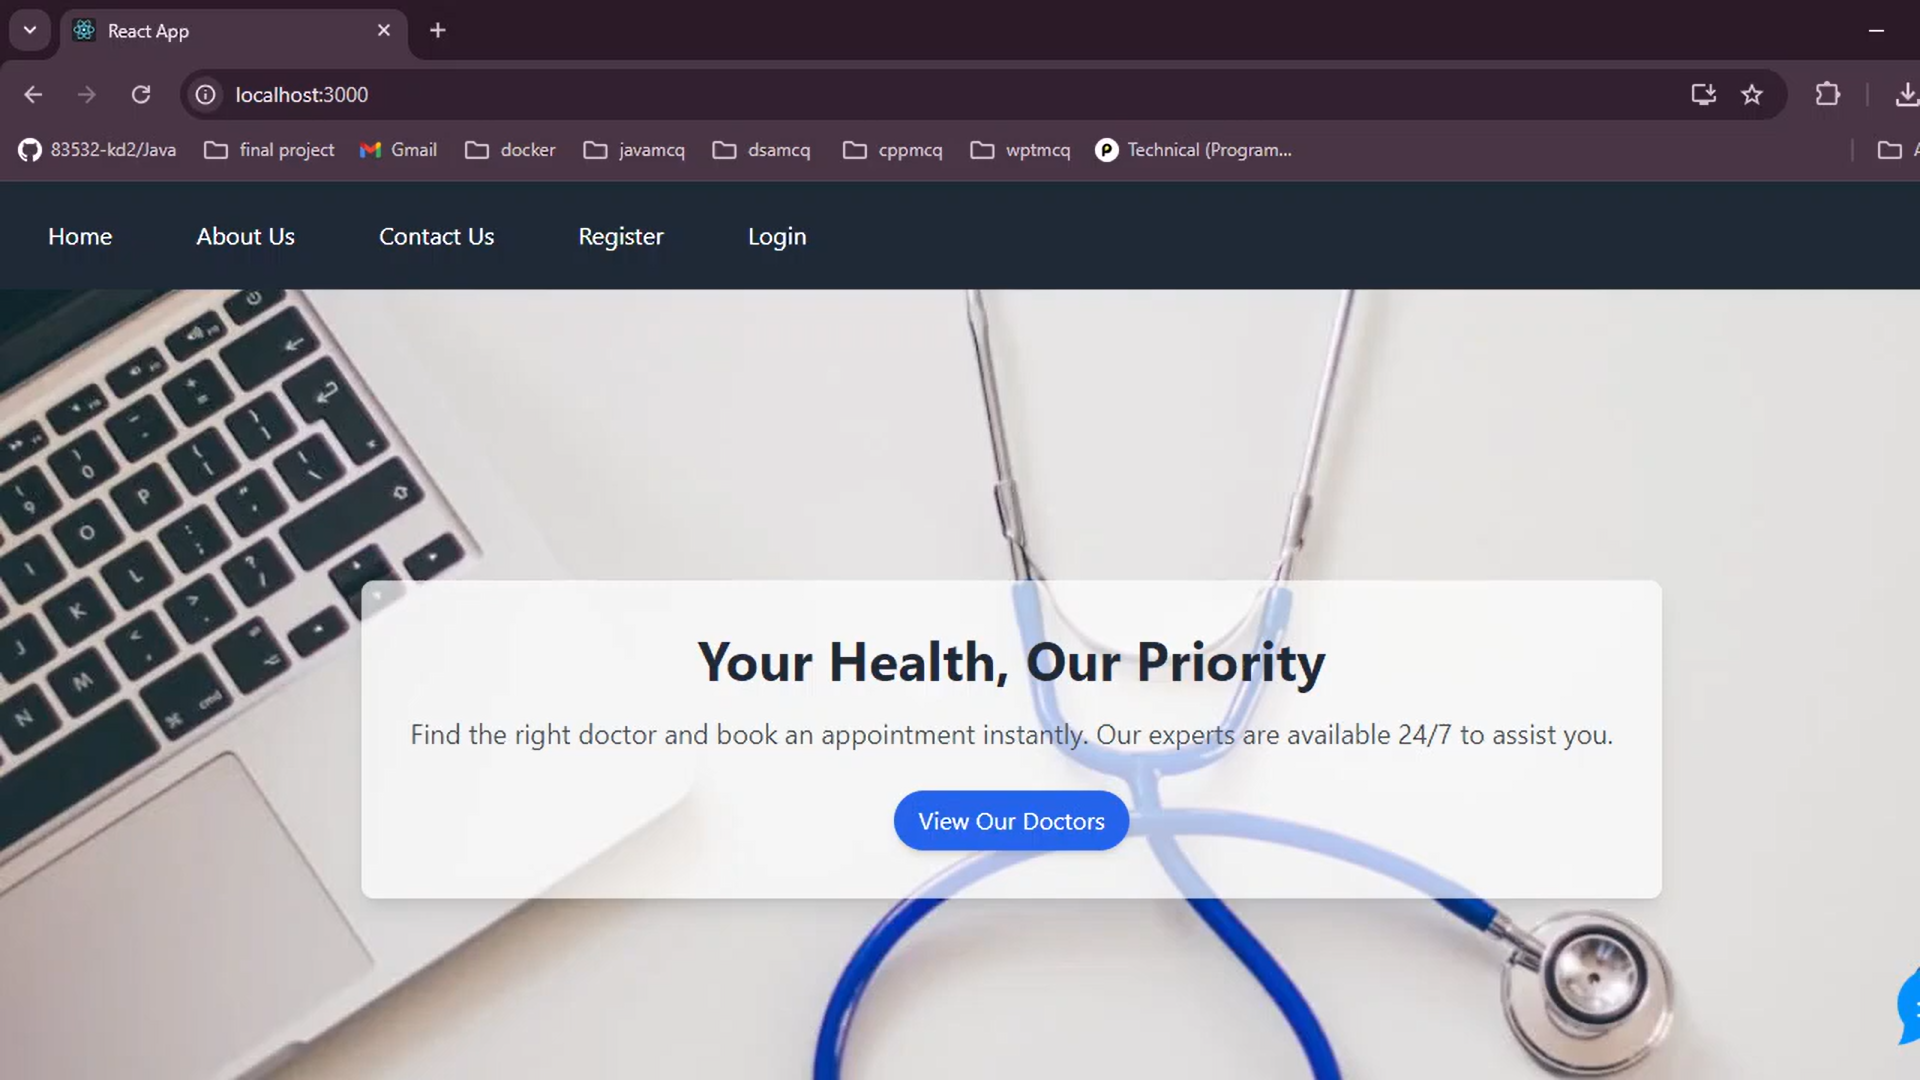 React App
localhost:3000
83532-kd2/Java final project Gmail docker javamcq dsamcq cppmcq wptmcq Technical (Program...
Home About Us Contact Us Register Login
Your Health, Our Priority
Find the right doctor and book an appointment instantly. Our experts are available 24/7 to assist you.
View Our Doctors